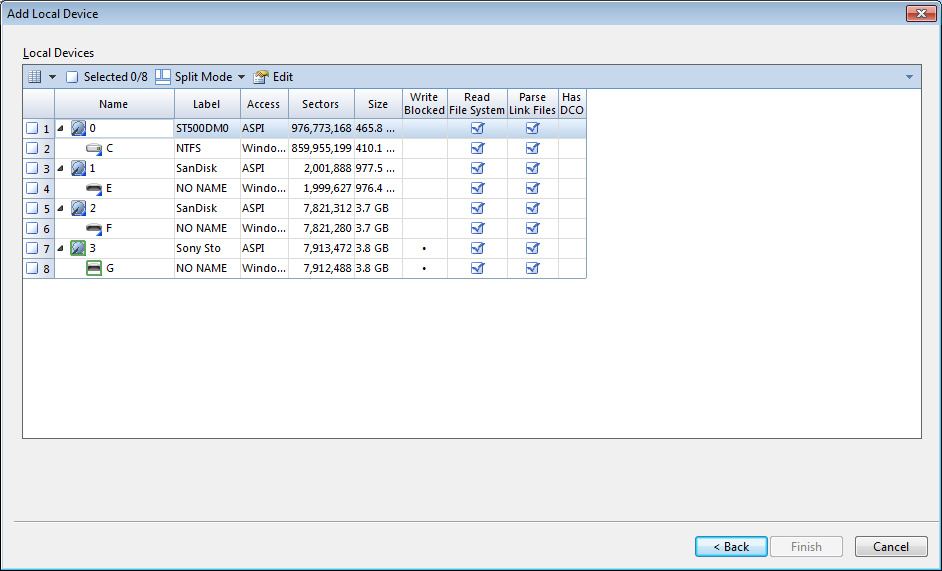 Add Local Device
Local Devices
Selected 0/8 Split Mode Edit
Name Label Access Sectors Size Write Blocked Read File System Parse Link Files Has DCO
1 0 ST500DM0 ASPI 976,773,168 465.8 ...
2 C NTFS Windo... 859,955,199 410.1 ...
3 1 SanDisk ASPI 2,001,888 977.5 ...
4 E NO NAME Windo... 1,999,627 976.4 ...
5 2 SanDisk ASPI 7,821,312 3.7 GB
6 F NO NAME Windo... 7,821,280 3.7 GB
7 3 Sony Sto ASPI 7,913,472 3.8 GB •
8 G NO NAME Windo... 7,912,488 3.8 GB •
< Back Finish Cancel